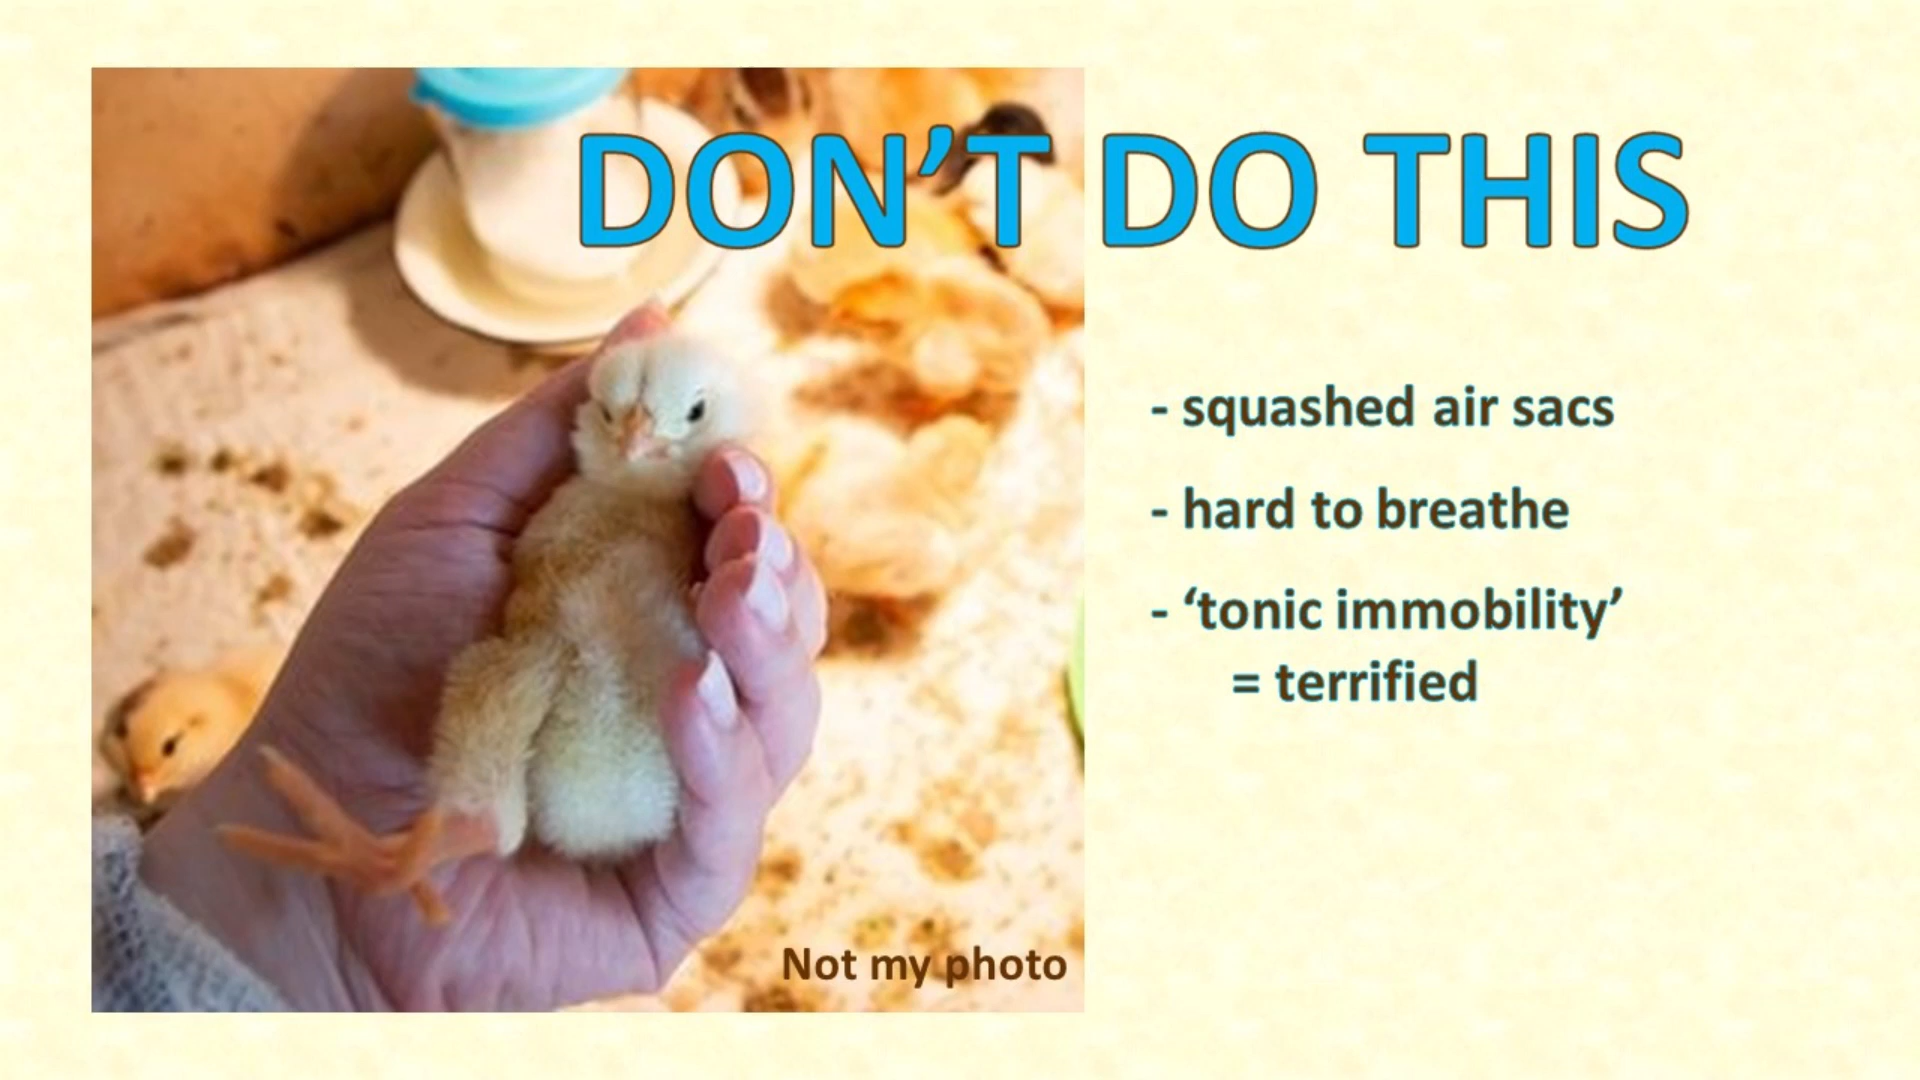 DON’T DO THIS
- squashed air sacs
- hard to breathe
- ‘tonic immobility’
= terrified
Not my photo